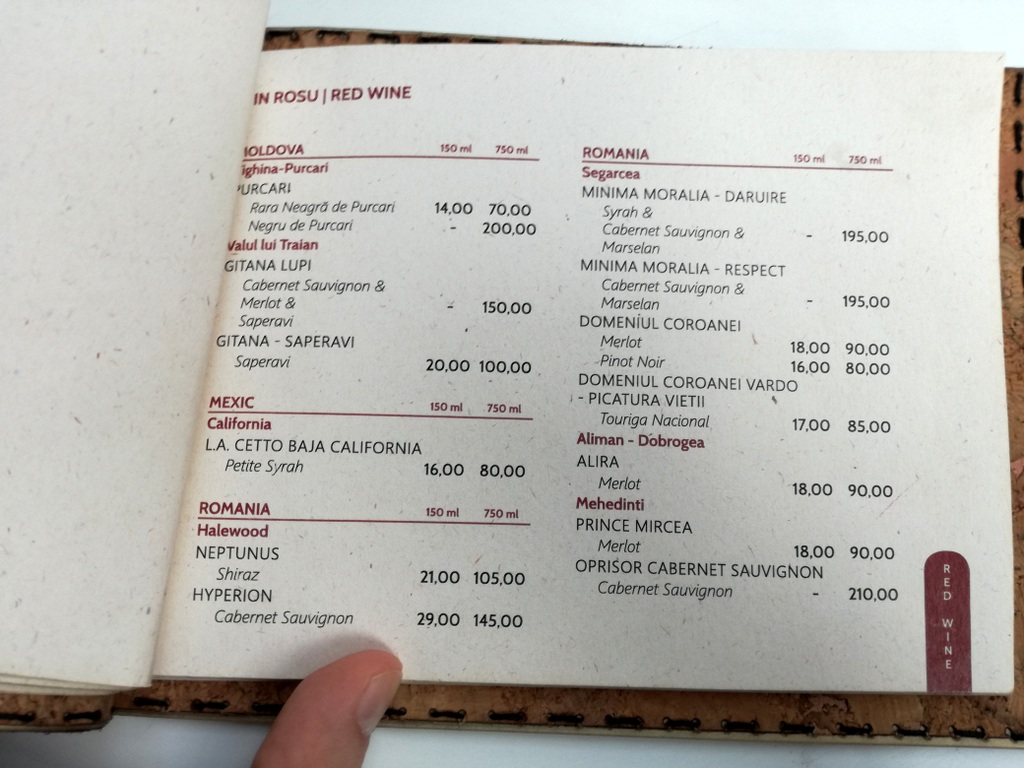 IN ROSU | RED WINE
MOLDOVA 150 ml 750 ml
ighina-Purcari
PURCARI
Rara Neagră de Purcari 14,00 70,00
Negru de Purcari - 200,00
Valul lui Traian
GITANA LUPI
Cabernet Sauvignon &
Merlot & - 150,00
Saperavi
GITANA - SAPERAVI
Saperavi 20,00 100,00
MEXIC 150 ml 750 ml
California
L.A. CETTO BAJA CALIFORNIA
Petite Syrah 16,00 80,00
ROMANIA 150 ml 750 ml
Halewood
NEPTUNUS
Shiraz 21,00 105,00
HYPERION
Cabernet Sauvignon 29,00 145,00
ROMANIA 150 ml 750 ml
Segarcea
MINIMA MORALIA - DARUIRE
Syrah &
Cabernet Sauvignon & - 195,00
Marselan
MINIMA MORALIA - RESPECT
Cabernet Sauvignon &
Marselan - 195,00
DOMENIUL COROANEI
Merlot 18,00 90,00
Pinot Noir 16,00 80,00
DOMENIUL COROANEI VARDO
- PICATURA VIETII
Touriga Nacional 17,00 85,00
Aliman - Dobrogea
ALIRA
Merlot 18,00 90,00
Mehedinti
PRINCE MIRCEA
Merlot 18,00 90,00
OPRISOR CABERNET SAUVIGNON
Cabernet Sauvignon - 210,00
RED WINE